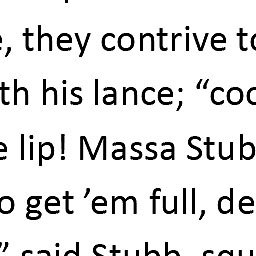 , they contrive to
th his lance; “coo
e lip! Massa Stub
o get ’em full, de
” said Stubb, squ